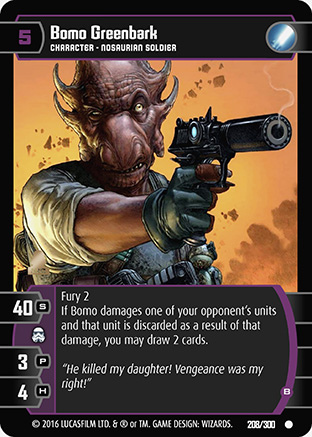 5
Bomo Greenbark
CHARACTER - NOSAURIAN SOLDIER
40 S
3 P
4 H
Fury 2
If Bomo damages one of your opponent's units
and that unit is discarded as a result of that
damage, you may draw 2 cards.
"He killed my daughter! Vengeance was my
right!"
B
© 2016 LUCASFILM LTD. & ® or TM. GAME DESIGN: WIZARDS.
208/300